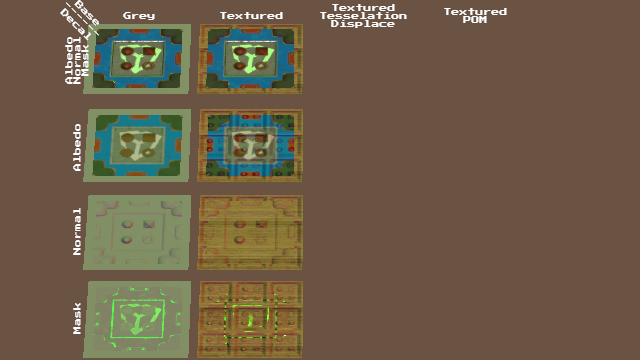 Base
Decal
Grey
Textured
Textured
Tesselation
Displace
Textured
POM
Albedo
Normal
Mask
Albedo
Normal
Mask